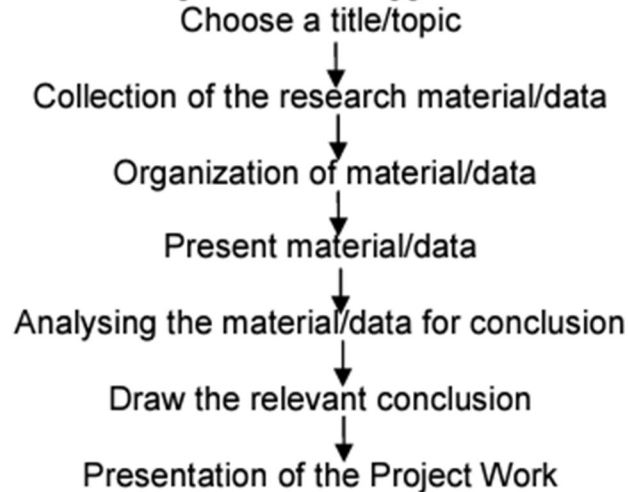 Choose a title/topic
Collection of the research material/data
Organization of material/data
Present material/data
Analysing the material/data for conclusion
Draw the relevant conclusion
Presentation of the Project Work